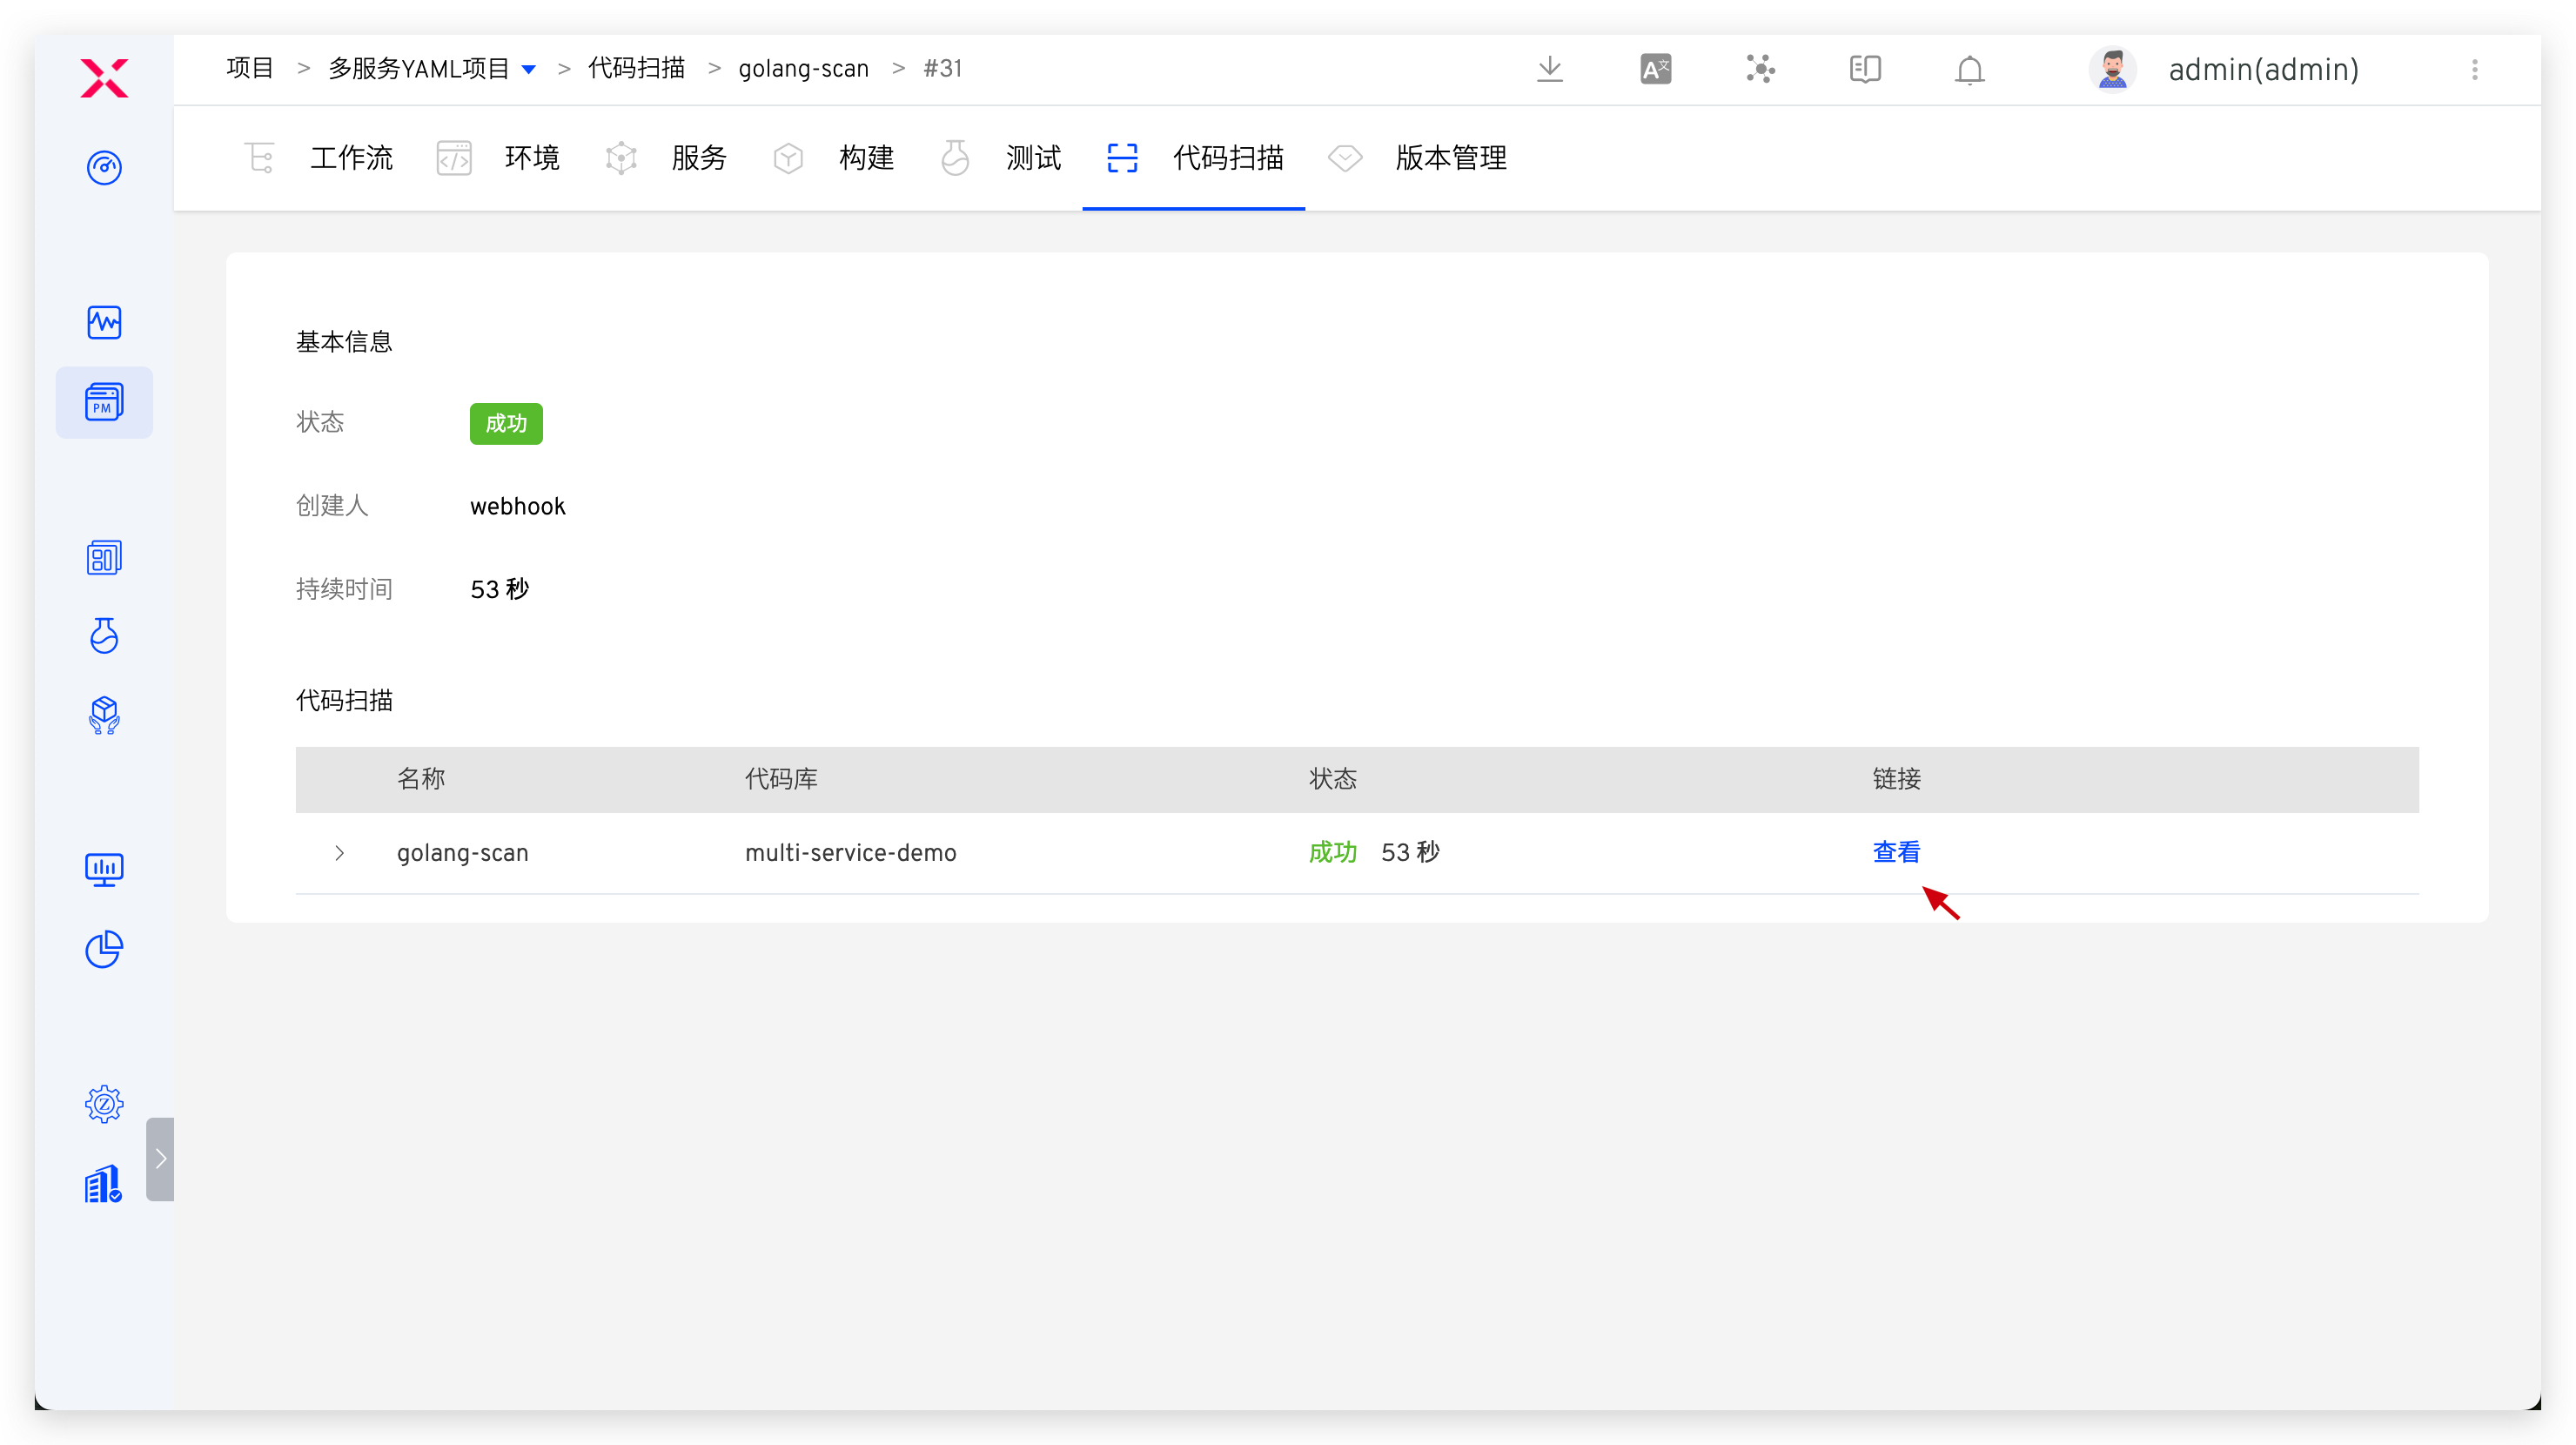 项目 > 多服务YAML项目 > 代码扫描 > golang-scan > #31
A文
admin(admin)
工作流 环境 服务 构建 测试 代码扫描 版本管理
PM
基本信息
状态 成功
创建人 webhook
持续时间 53 秒
代码扫描
名称 代码库 状态 链接
golang-scan multi-service-demo 成功 53 秒 查看
Z